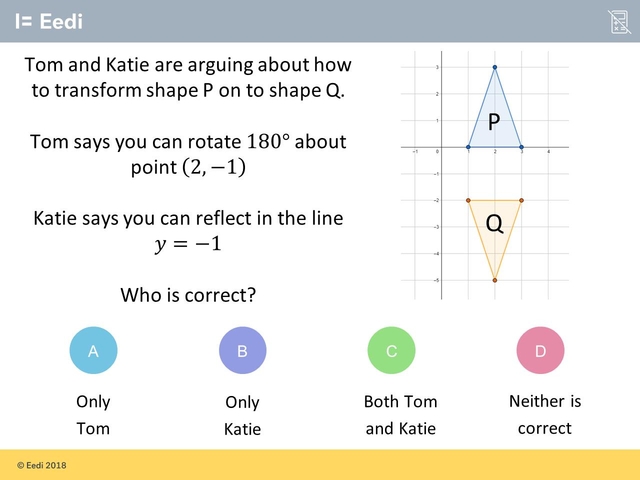 Eedi
Tom and Katie are arguing about how
to transform shape P on to shape Q.
Tom says you can rotate 180° about
point (2, −1)
Katie says you can reflect in the line
y = −1
Who is correct?
3
2
1
P
−1 0 1 2 3 4
−1
−2
−3
Q
−4
−5
A
B
C
D
Only
Tom
Only
Katie
Both Tom
and Katie
Neither is
correct
© Eedi 2018